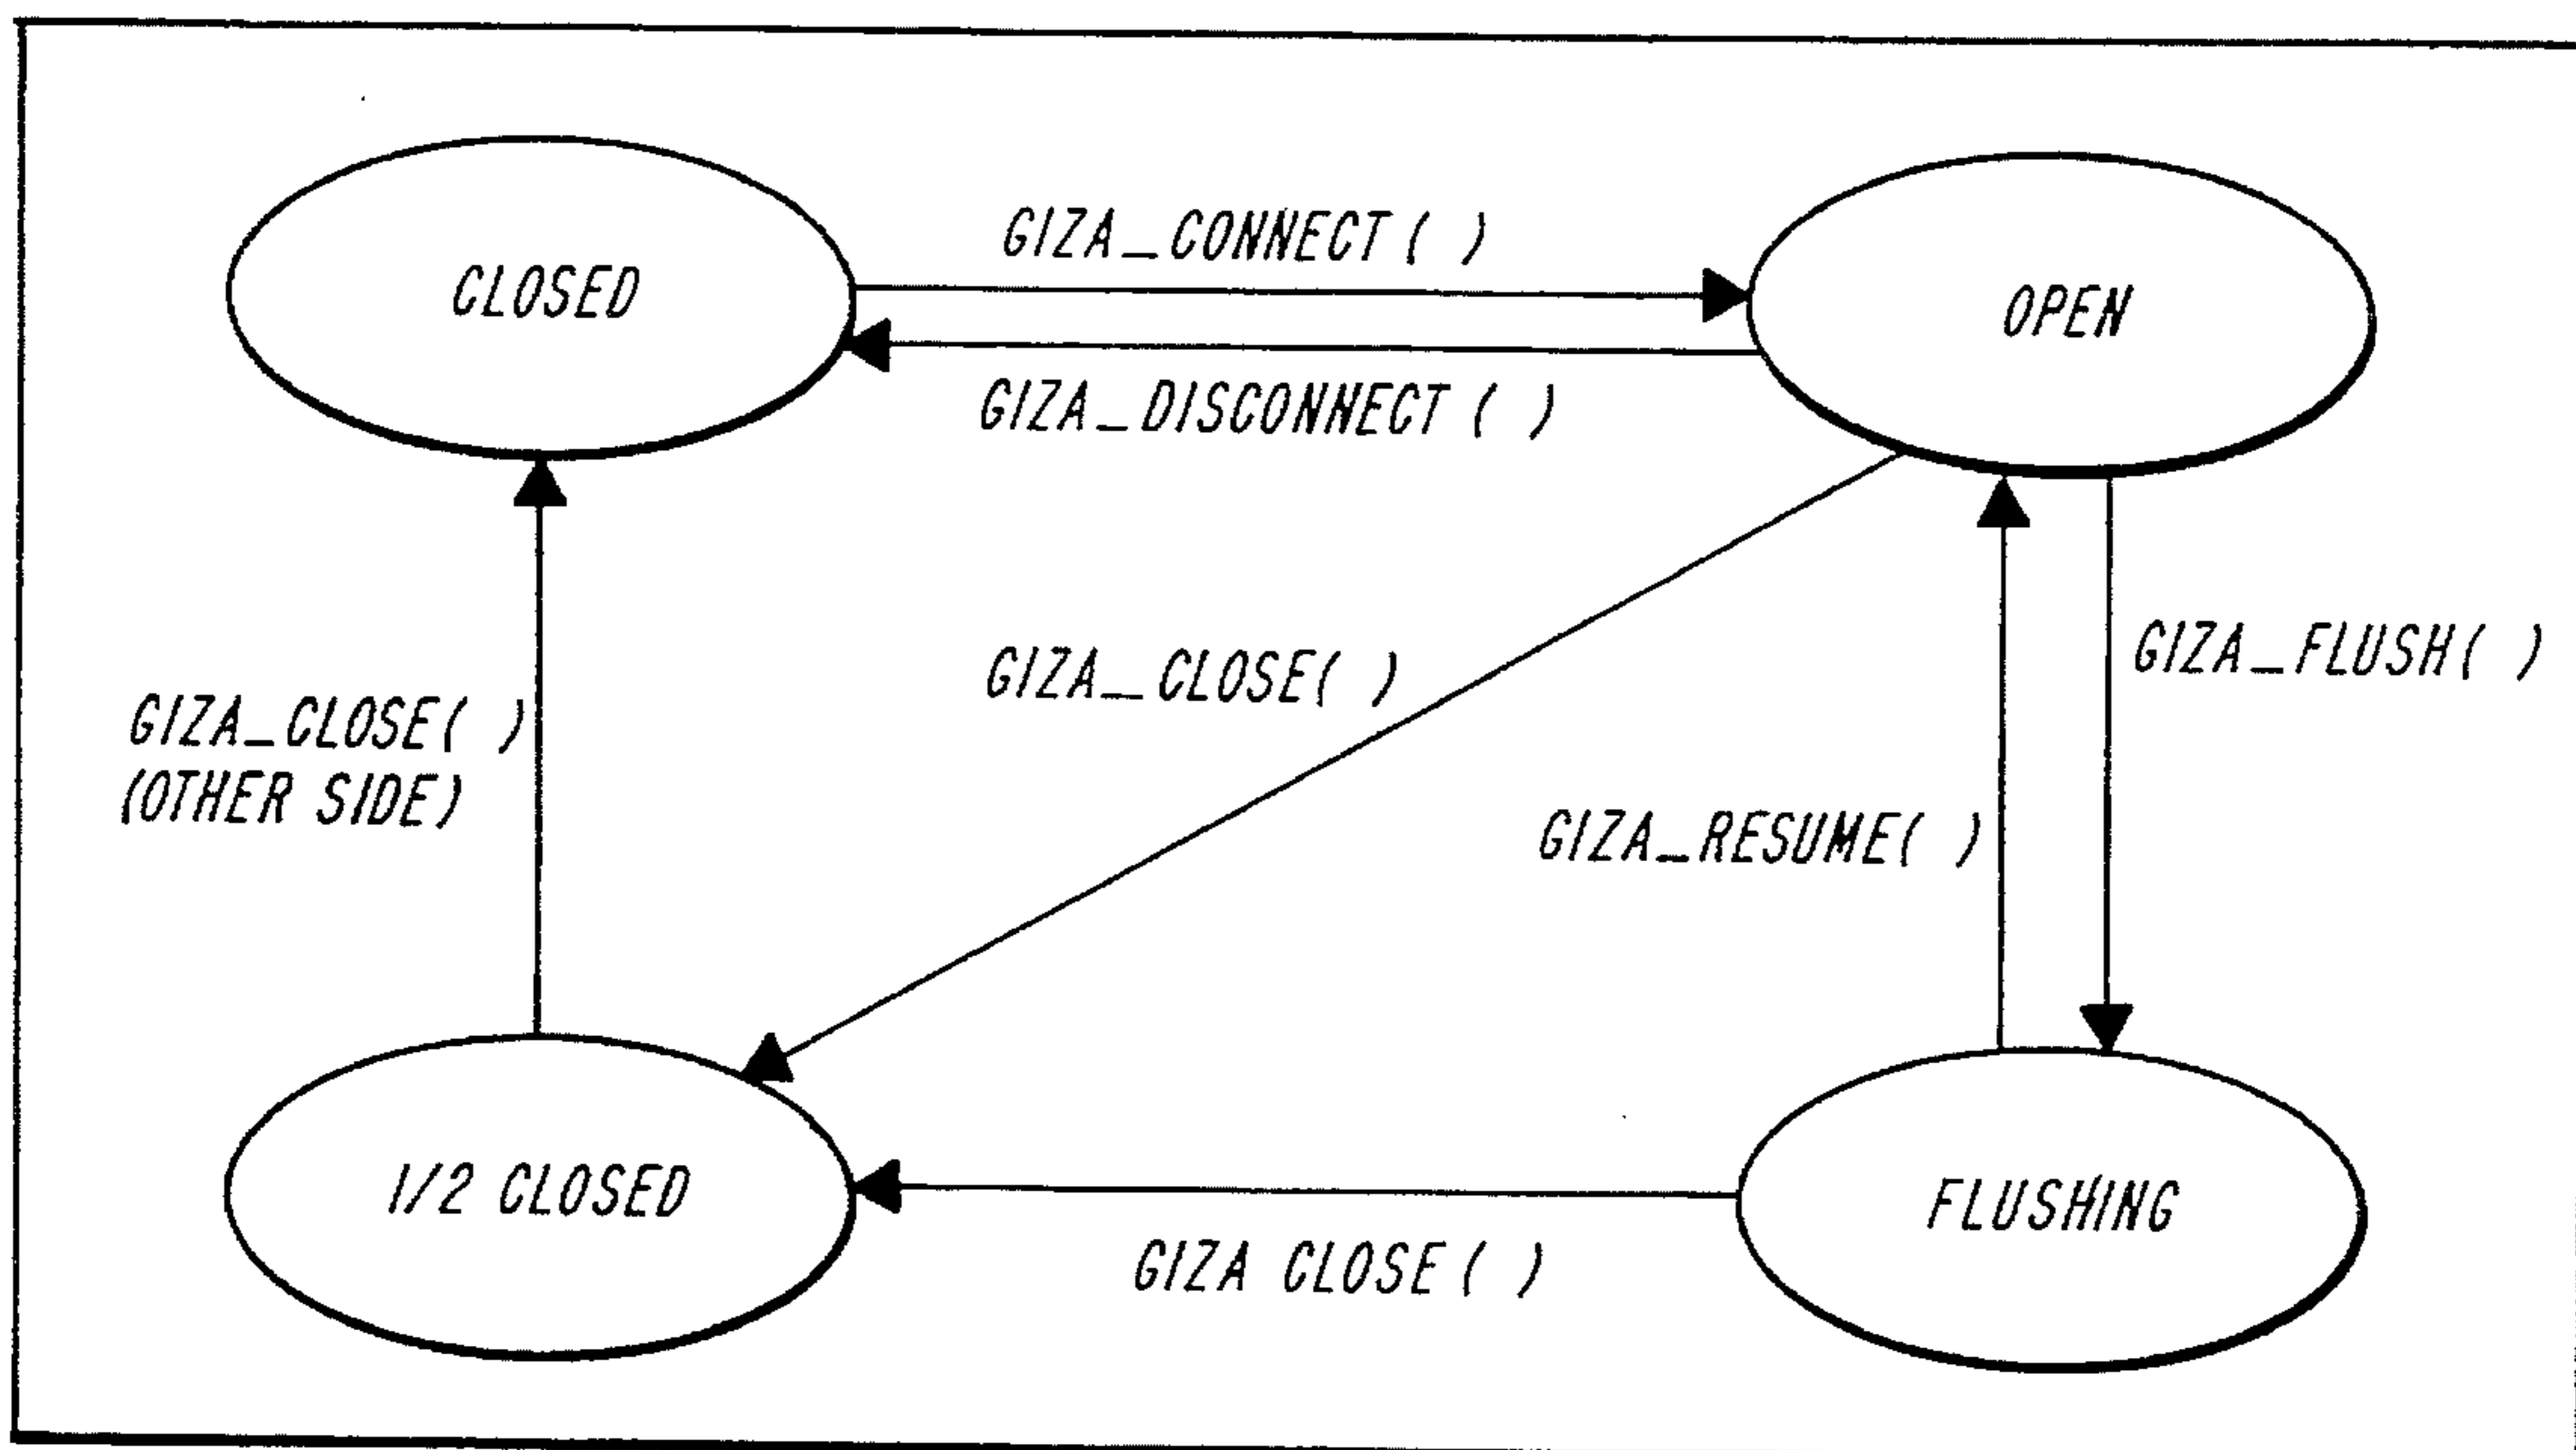 CLOSED
GIZA_CONNECT ( )
OPEN
GIZA_DISCONNECT ( )
GIZA_CLOSE( )
(OTHER SIDE)
GIZA_CLOSE( )
GIZA_RESUME( )
GIZA_FLUSH( )
1/2 CLOSED
GIZA CLOSE ( )
FLUSHING